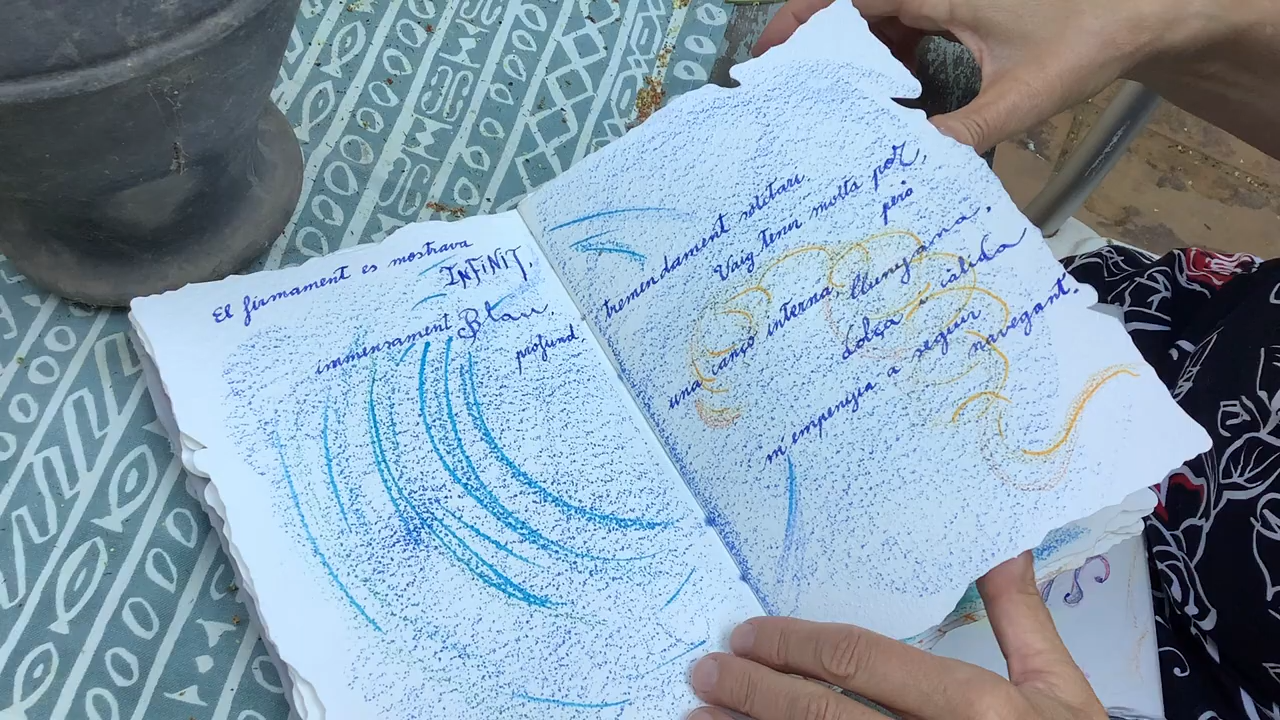 El firmament es mostrava
INFINIT,
immensament Blau,
profund
tremendament solitari.
Vaig tenir molta por,
però
una cançó interna, llunyana,
dolça i càlida
m'empenyia a seguir
navegant.